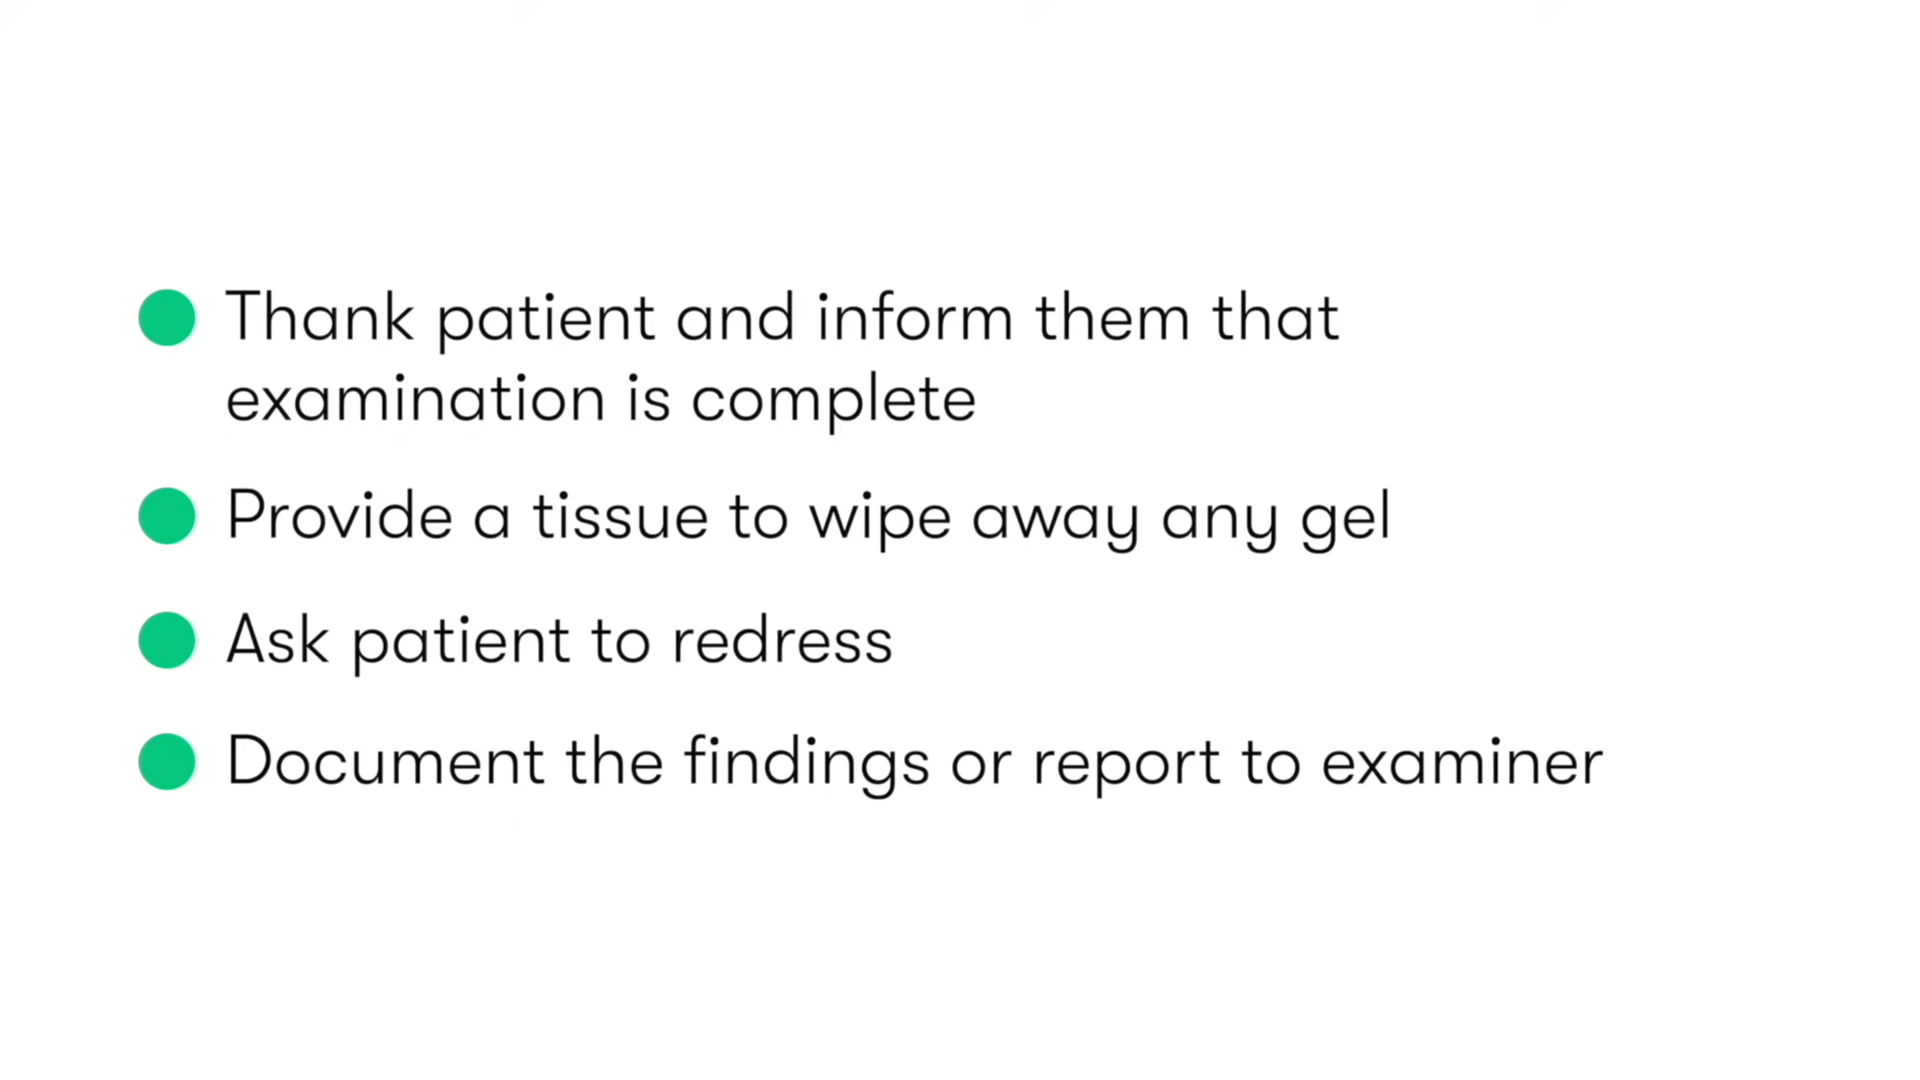 Thank patient and inform them that
examination is complete
Provide a tissue to wipe away any gel
Ask patient to redress
Document the findings or report to examiner